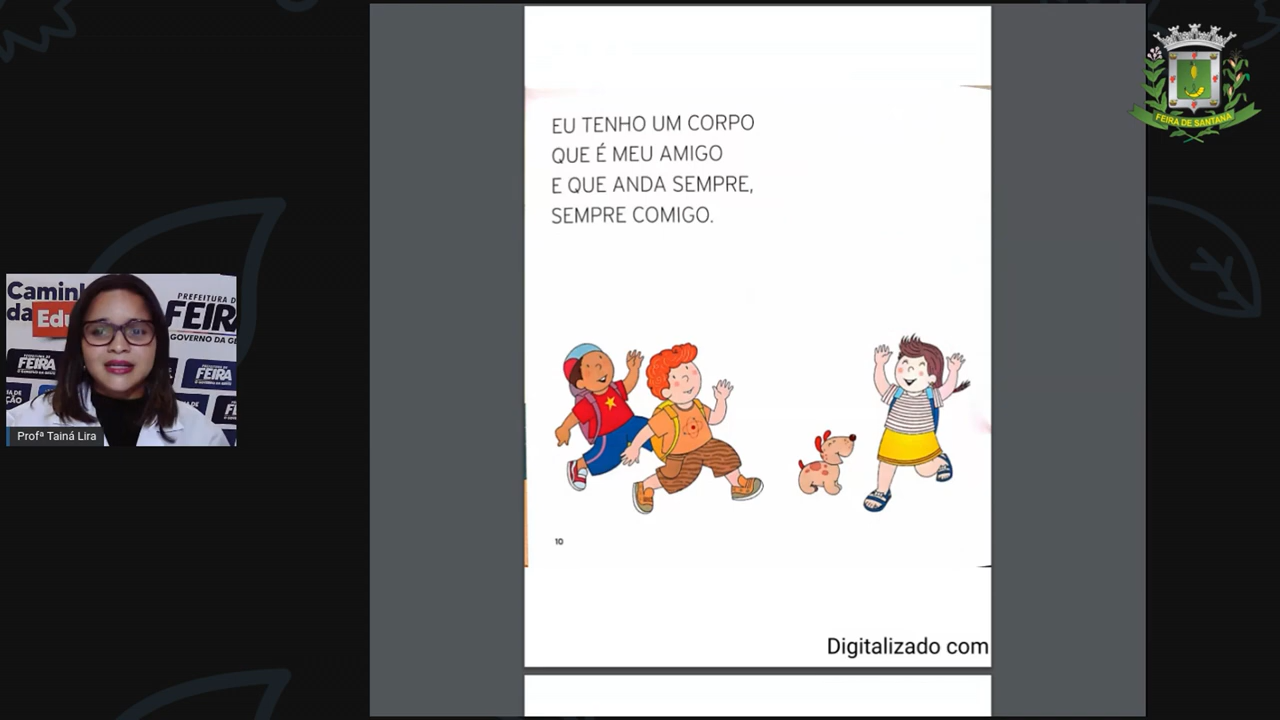 EU TENHO UM CORPO
QUE É MEU AMIGO
E QUE ANDA SEMPRE,
SEMPRE COMIGO.
10
Digitalizado com
FEIRA DE SANTANA
Profª Tainá Lira